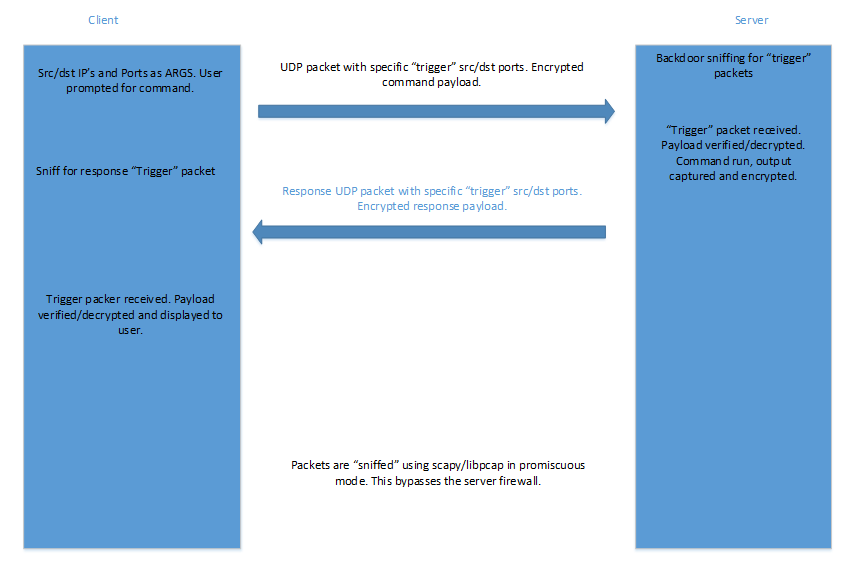 Client
Server
Src/dst IP's and Ports as ARGS. User
prompted for command.
UDP packet with specific “trigger” src/dst ports. Encrypted
command payload.
Backdoor sniffing for “trigger”
packets
“Trigger” packet received.
Payload verified/decrypted.
Command run, output
captured and encrypted.
Sniff for response “Trigger” packet
Response UDP packet with specific “trigger” src/dst ports.
Encrypted response payload.
Trigger packer received. Payload
verified/decrypted and displayed to
user.
Packets are “sniffed” using scapy/libpcap in promiscuous
mode. This bypasses the server firewall.